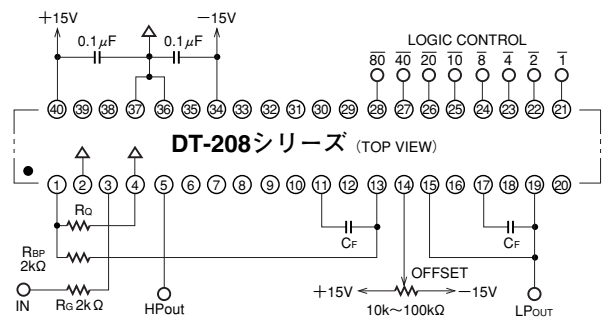 +15V −15V
0.1μF 0.1μF
LOGIC CONTROL
80 40 20 10 8 4 2 1
40 39 38 37 36 35 34 33 32 31 30 29 28 27 26 25 24 23 22 21
DT-208シリーズ (TOP VIEW)
1 2 3 4 5 6 7 8 9 10 11 12 13 14 15 16 17 18 19 20
RQ
CF CF
RBP
2kΩ
OFFSET
IN RG 2kΩ HPout +15V −15V LPOUT
10k〜100kΩ